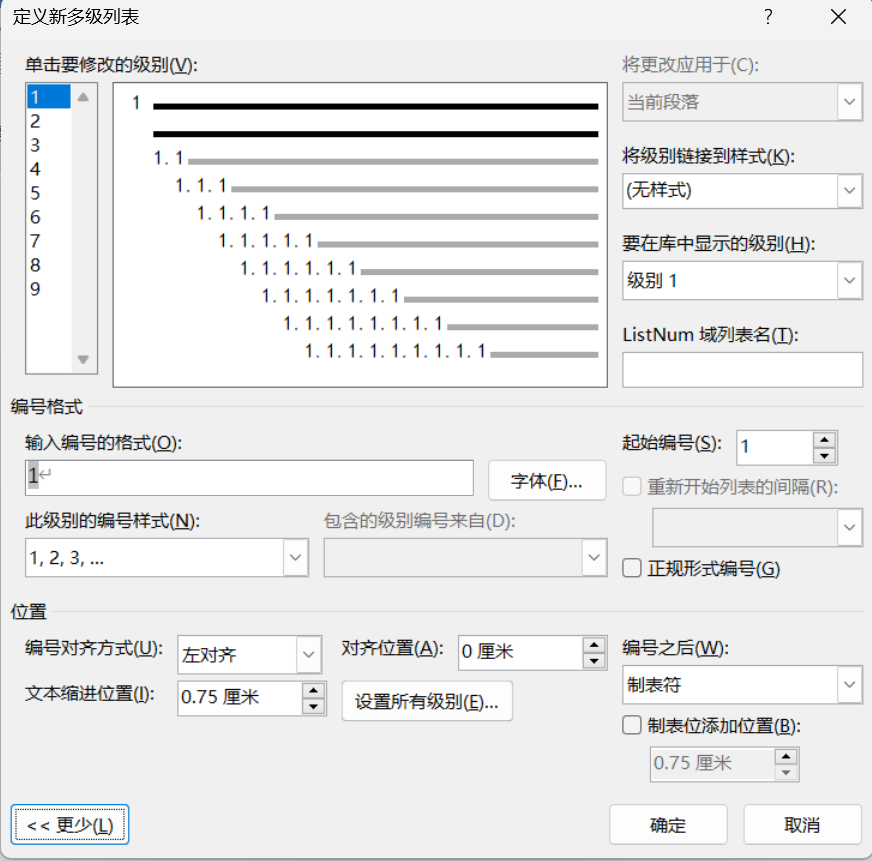 定义新多级列表 ?
单击要修改的级别(V):
将更改应用于(C):
1
2
3
4
5
6
7
8
9
1
1.1
1.1.1
1.1.1.1
1.1.1.1.1
1.1.1.1.1.1
1.1.1.1.1.1.1
1.1.1.1.1.1.1.1
1.1.1.1.1.1.1.1.1
当前段落
将级别链接到样式(K):
(无样式)
要在库中显示的级别(H):
级别 1
ListNum 域列表名(T):
编号格式
输入编号的格式(O):
1↵
字体(F)...
起始编号(S): 1
重新开始列表的间隔(R):
此级别的编号样式(N):
1, 2, 3, ...
包含的级别编号来自(D):
正规形式编号(G)
位置
编号对齐方式(U): 左对齐
对齐位置(A): 0 厘米
编号之后(W):
制表符
文本缩进位置(I): 0.75 厘米
设置所有级别(E)...
制表位添加位置(B):
0.75 厘米
<< 更少(L)
确定
取消